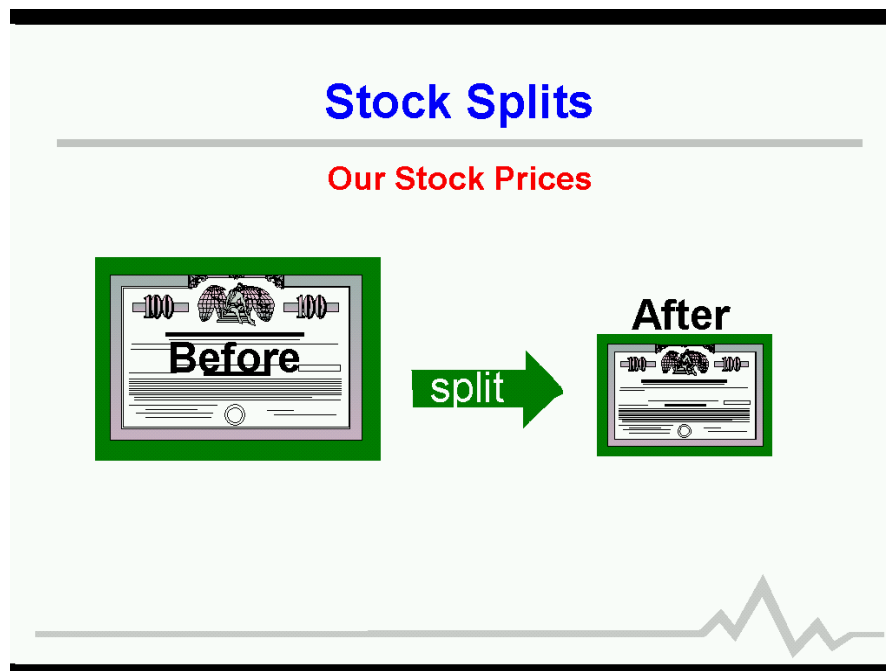 Stock Splits
Our Stock Prices
100 100
Before
split
After
100 100